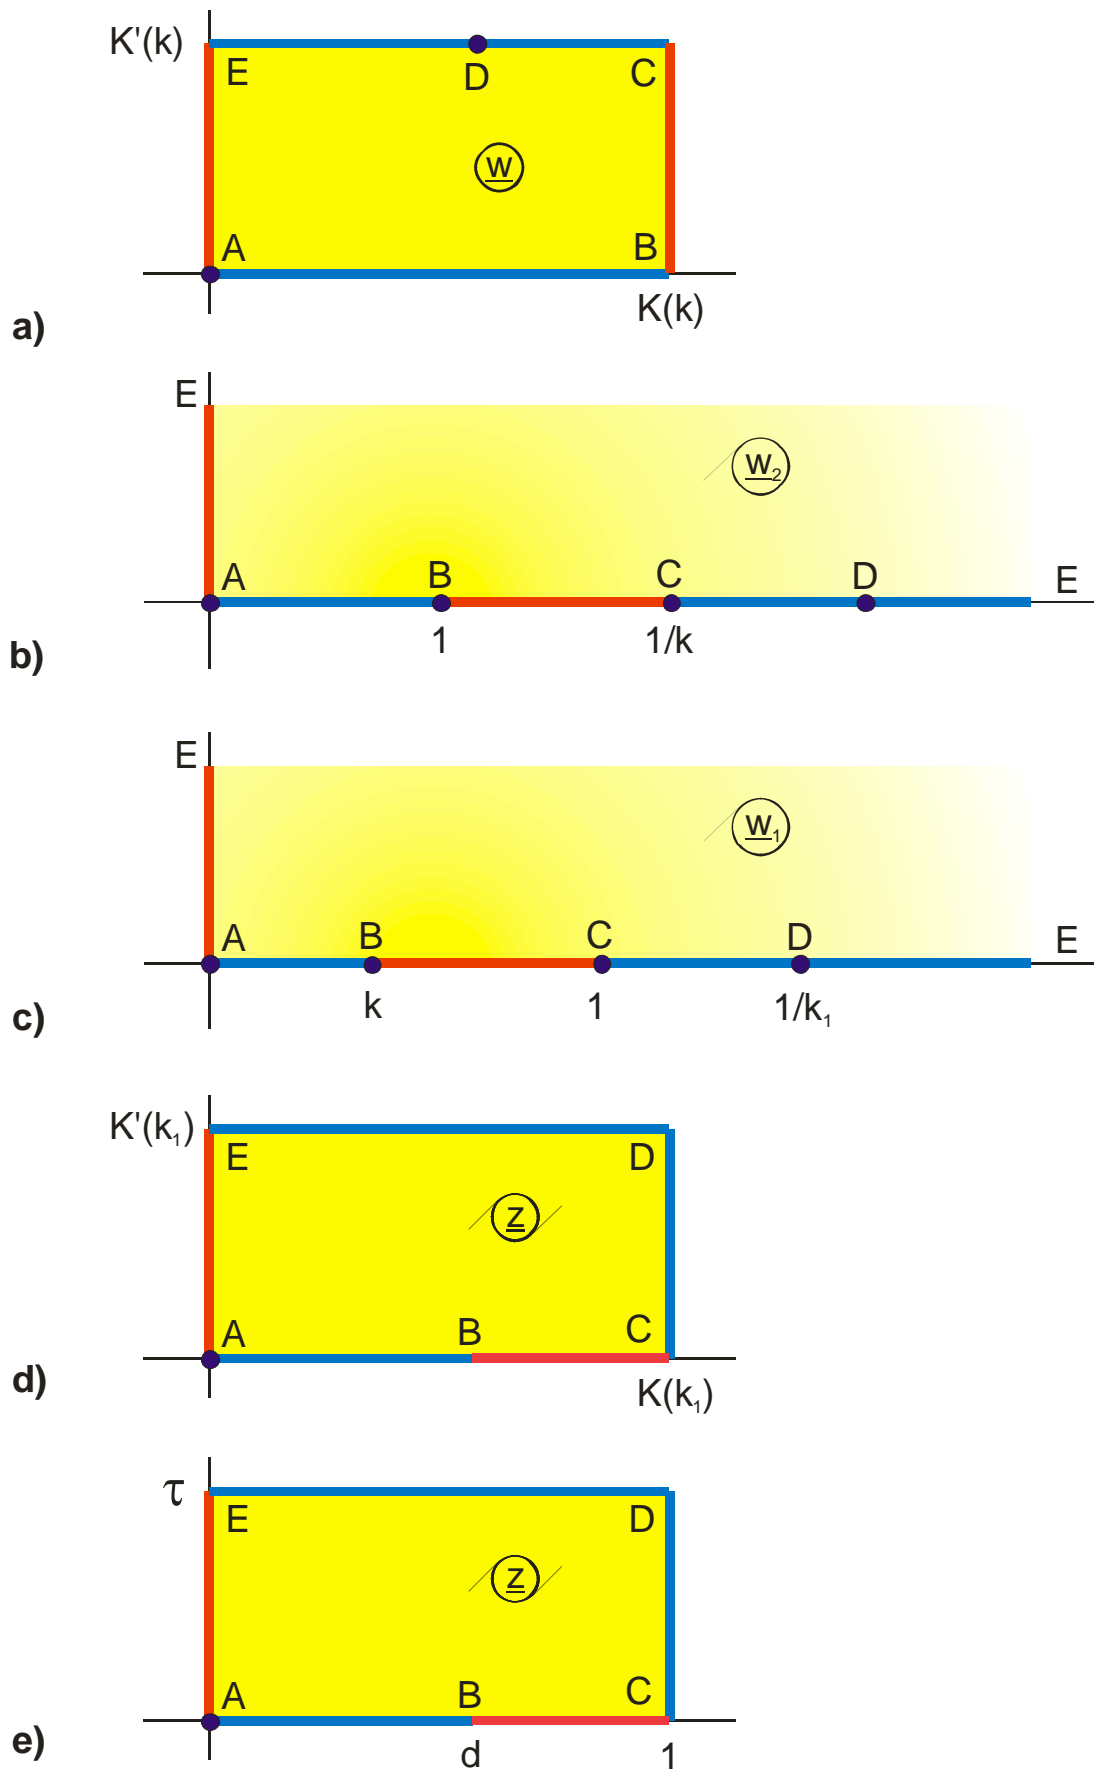 K'(k)
E D C
w
A B
K(k)
a)
E
w₂
A B C D E
1 1/k
b)
E
w₁
A B C D E
k 1 1/k₁
c)
K'(k₁)
E D
z
A B C
K(k₁)
d)
τ
E D
z
A B C
d 1
e)